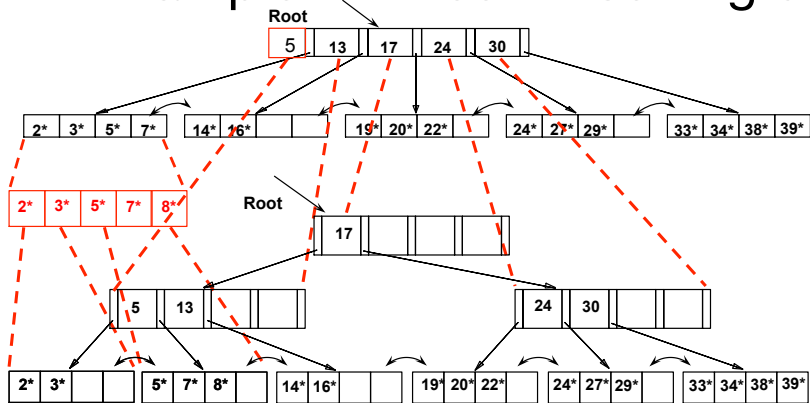 Root
5 13 17 24 30
2* 3* 5* 7* 14* 16* 19* 20* 22* 24* 27* 29* 33* 34* 38* 39*
2* 3* 5* 7* 8*
Root
17
5 13 24 30
2* 3* 5* 7* 8* 14* 16* 19* 20* 22* 24* 27* 29* 33* 34* 38* 39*